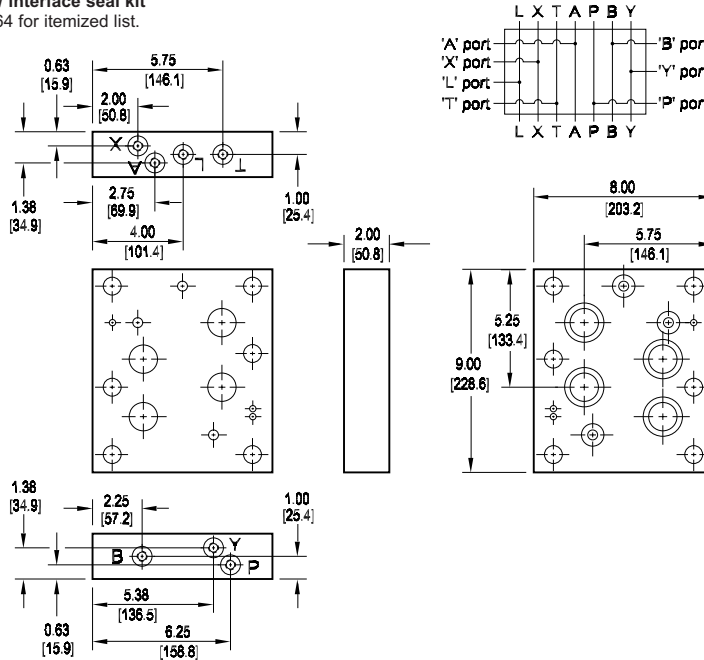 interface seal kit
64 for itemized list.
L X T A P B Y
'A' port
'B' port
'X' port
'Y' port
'L' port
'T' port
'P' port
L X T A P B Y
0.63
[15.9]
5.75
[146.1]
2.00
[50.8]
X
A
L
T
1.38
[34.9]
2.75
[69.9]
4.00
[101.4]
1.00
[25.4]
2.00
[50.8]
8.00
[203.2]
5.75
[146.1]
5.25
[133.4]
9.00
[228.6]
1.38
[34.9]
2.25
[57.2]
1.00
[25.4]
B
Y
P
5.38
[136.5]
0.63
[15.9]
6.25
[158.8]